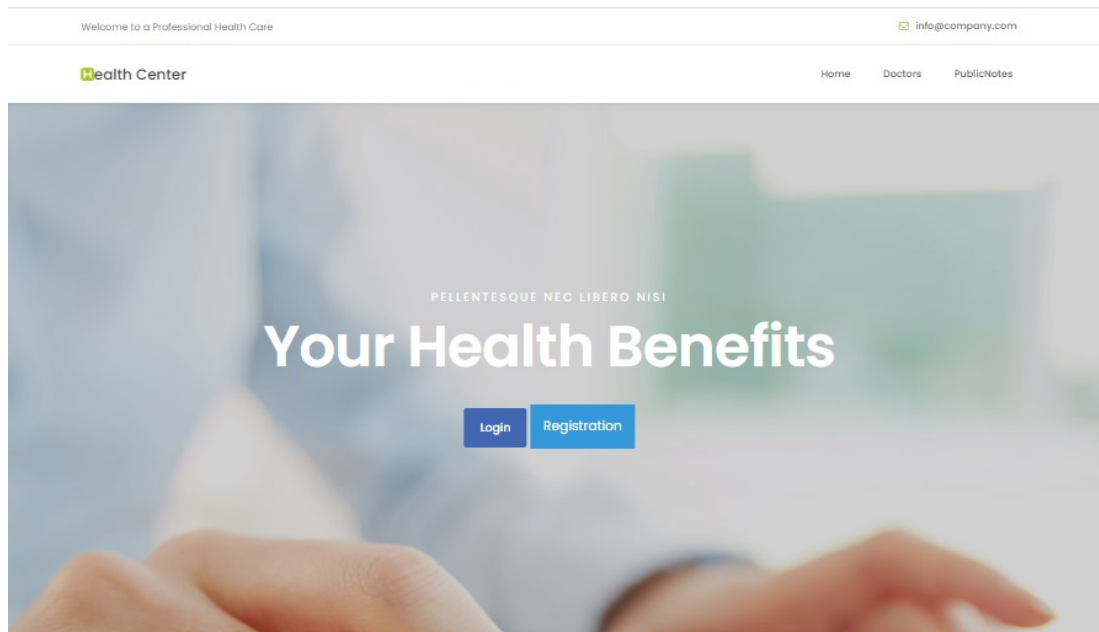 Welcome to a Professional Health Care
info@company.com
Health Center
Home Doctors PublicNotes
PELLENTESQUE NEC LIBERO NISI
Your Health Benefits
Login Registration